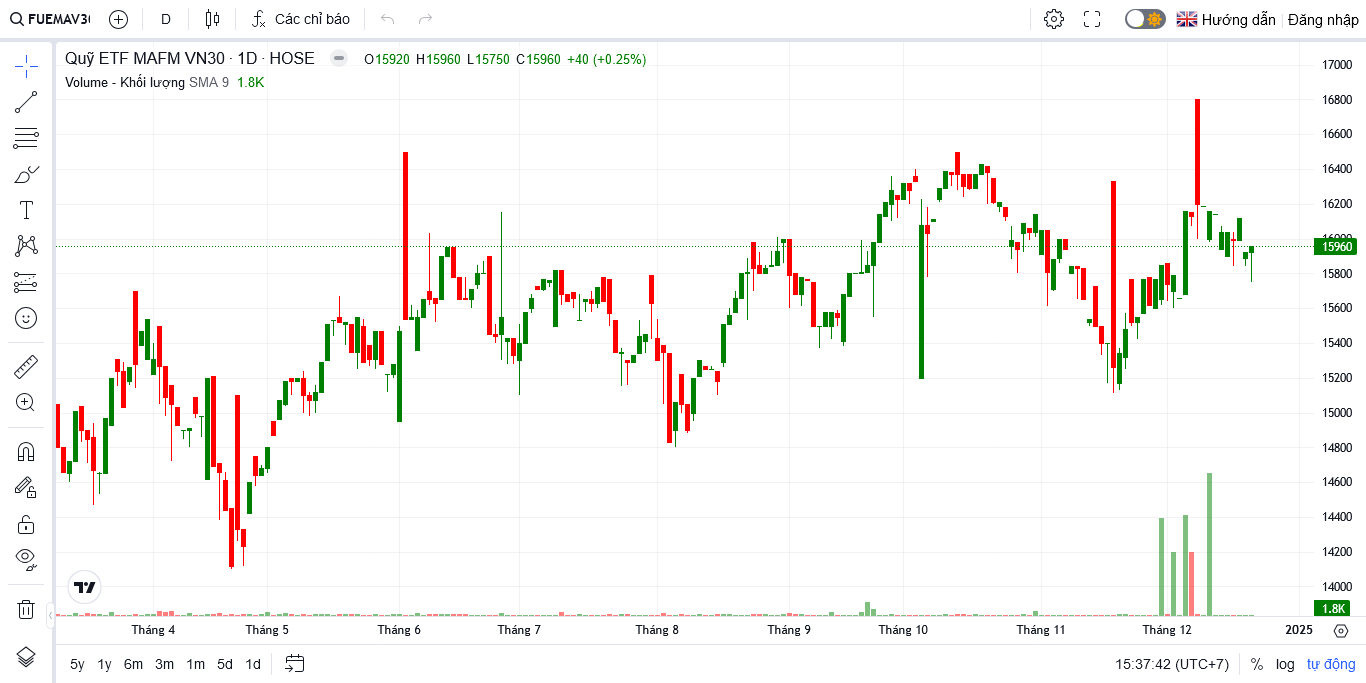 FUEMAV30 D Các chỉ báo Hướng dẫn Đăng nhập
Quỹ ETF MAFM VN30 · 1D · HOSE O15920 H15960 L15750 C15960 +40 (+0.25%)
Volume - Khối lượng SMA 9 1.8K
17000
16800
16600
16400
16200
16000
15960
15800
15600
15400
15200
15000
14800
14600
14400
14200
14000
1.8K
Tháng 4 Tháng 5 Tháng 6 Tháng 7 Tháng 8 Tháng 9 Tháng 10 Tháng 11 Tháng 12 2025
5y 1y 6m 3m 1m 5d 1d 15:37:42 (UTC+7) % log tự động